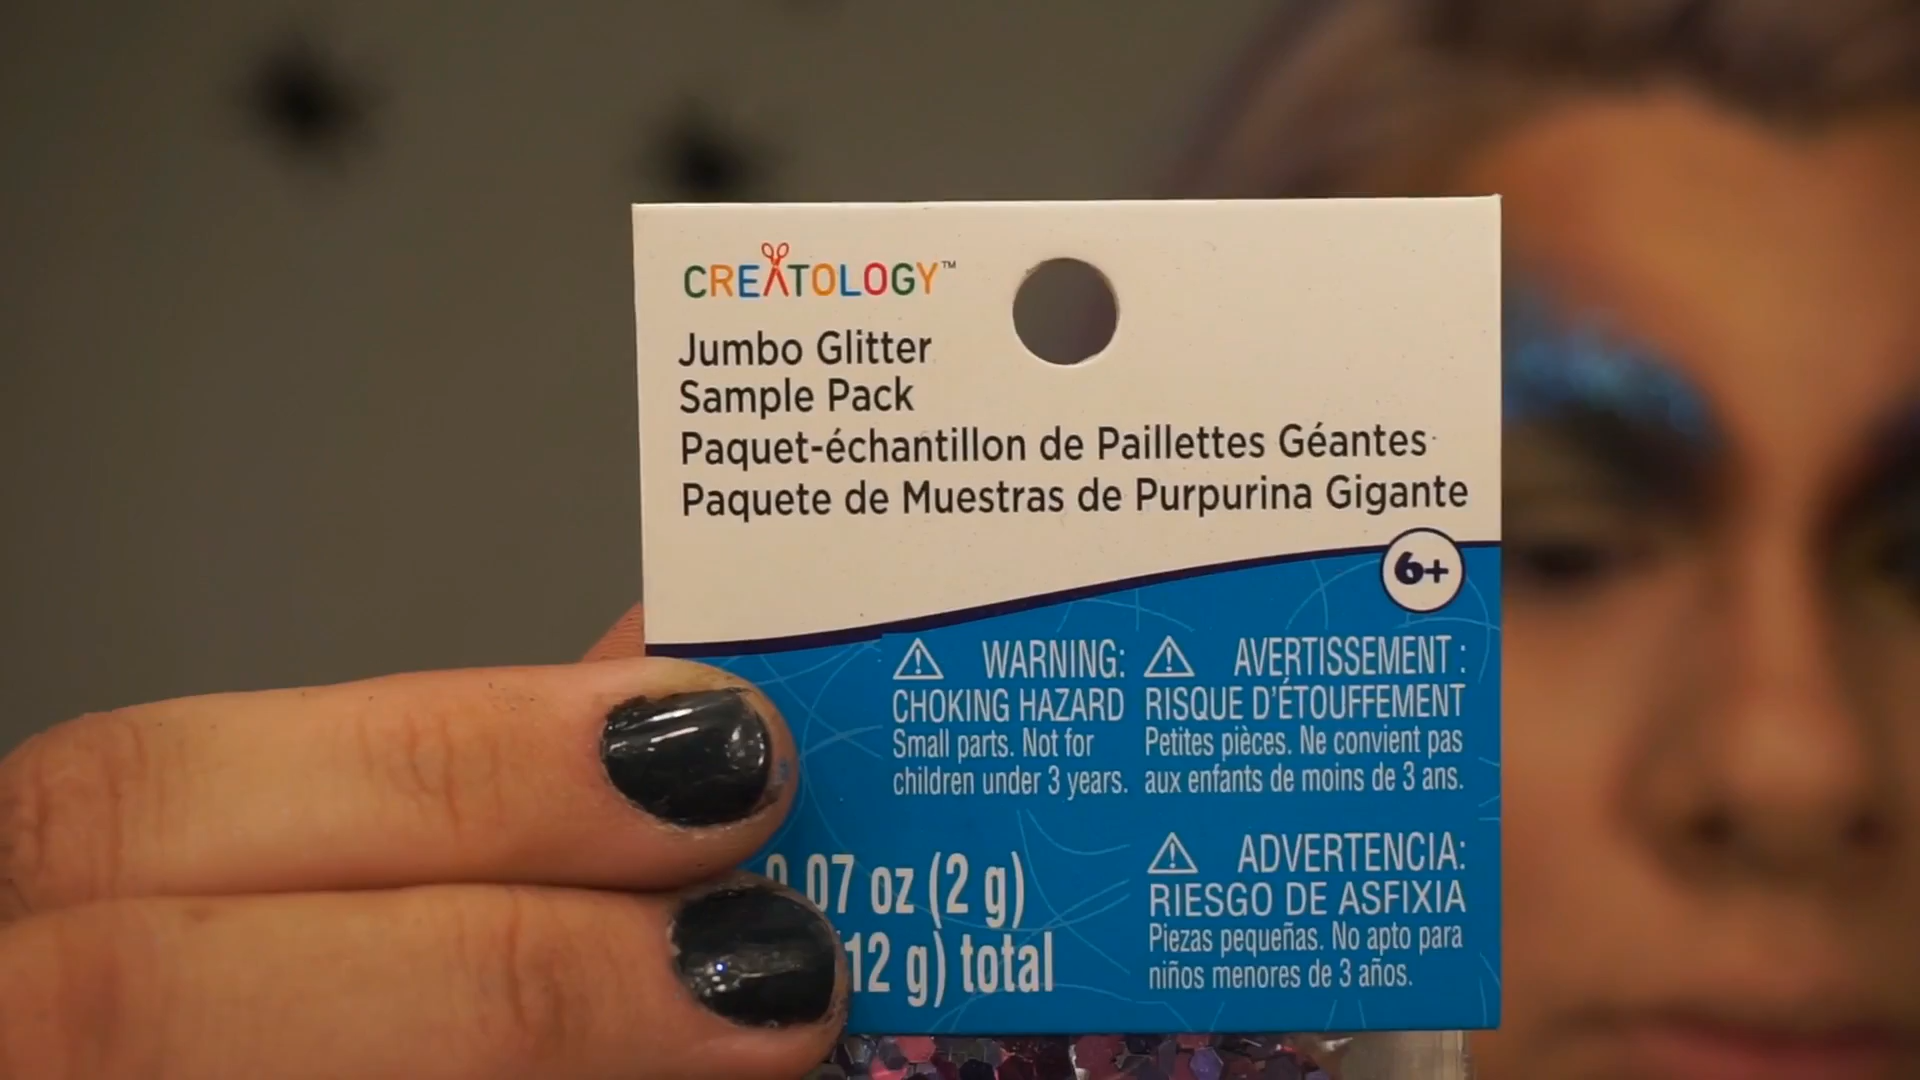 CREATOLOGY™
Jumbo Glitter
Sample Pack
Paquet-échantillon de Paillettes Géantes
Paquete de Muestras de Purpurina Gigante
6+
WARNING:
CHOKING HAZARD
Small parts. Not for
children under 3 years.
AVERTISSEMENT :
RISQUE D'ÉTOUFFEMENT
Petites pièces. Ne convient pas
aux enfants de moins de 3 ans.
0.07 oz (2 g)
(12 g) total
ADVERTENCIA:
RIESGO DE ASFIXIA
Piezas pequeñas. No apto para
niños menores de 3 años.